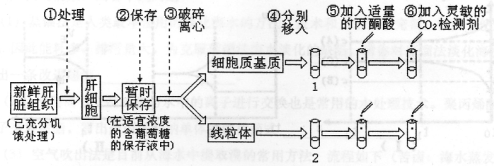 ①处理
②保存
③破碎
离心
④分别
移入
⑤加入适量
的丙酮酸
⑥加入灵敏的
CO₂检测剂
新鲜肝
脏组织
(已充分饥
饿处理)
肝细胞
暂时
保存
(在适宜浓度
的含葡萄糖
的保存液中)
细胞质基质
1
线粒体
2